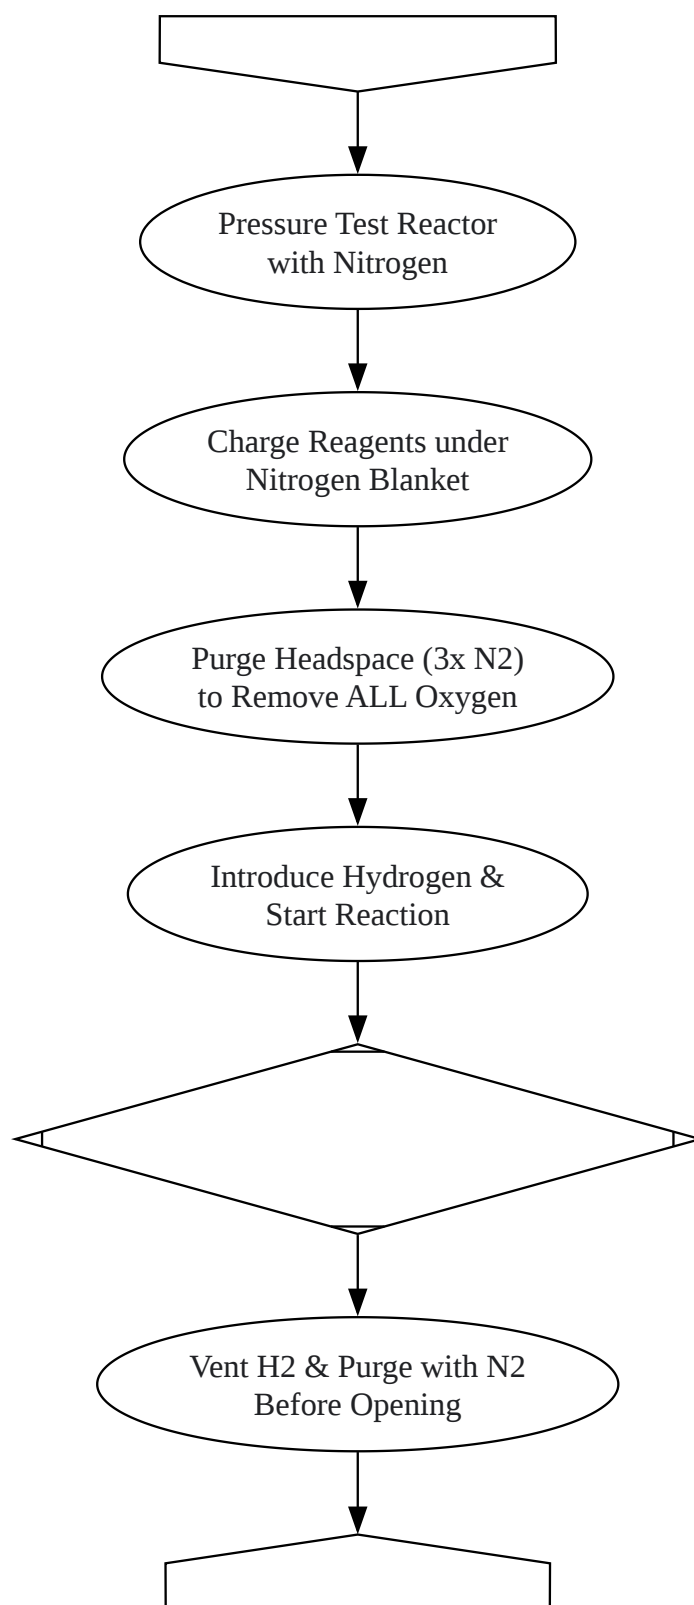 Pressure Test Reactor
with Nitrogen
Charge Reagents under
Nitrogen Blanket
Purge Headspace (3x N2)
to Remove ALL Oxygen
Introduce Hydrogen &
Start Reaction
Vent H2 & Purge with N2
Before Opening